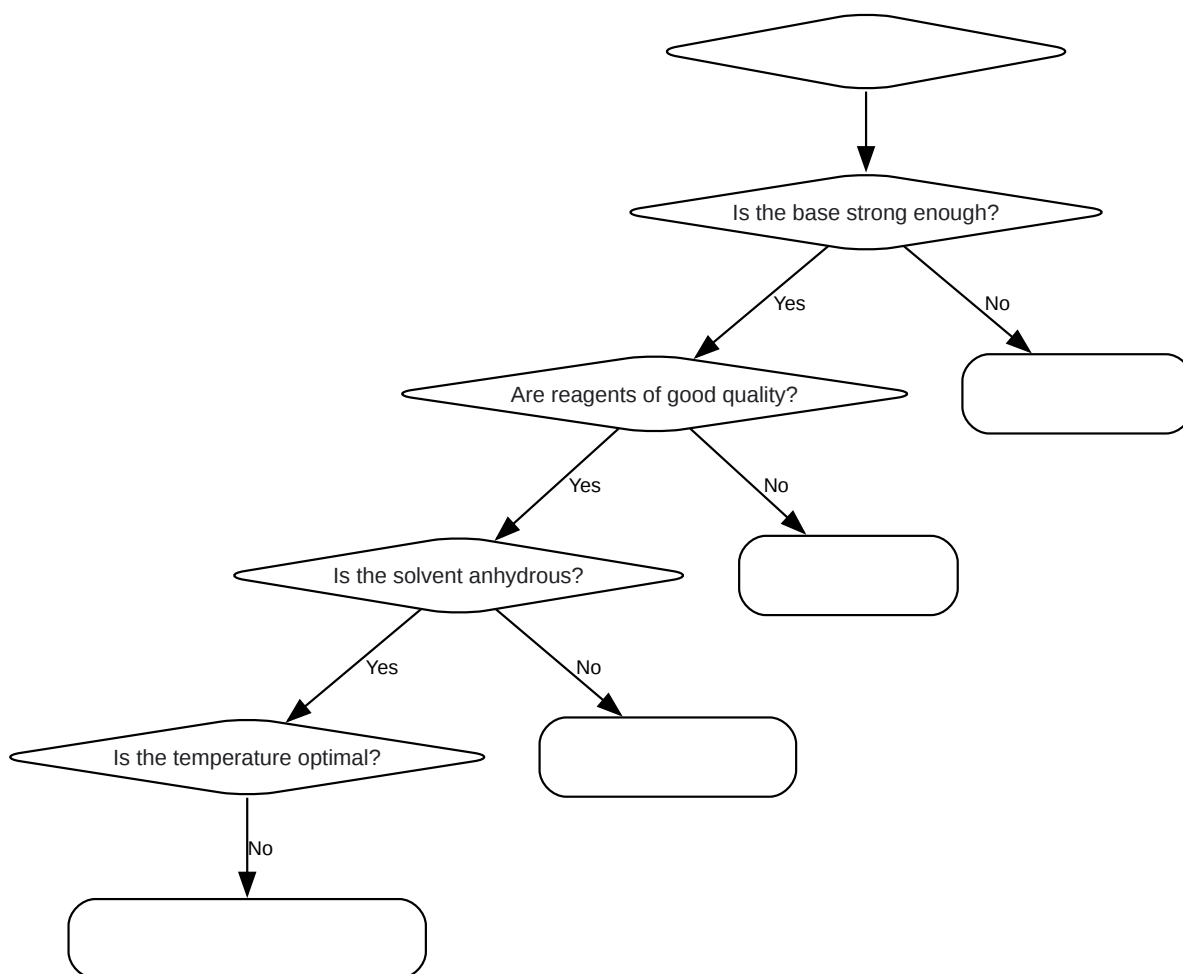 Is the base strong enough?
Yes
No
Are reagents of good quality?
Yes
No
Is the solvent anhydrous?
Yes
No
Is the temperature optimal?
No